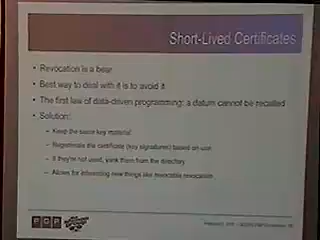 Short-Lived Certificates
• Revocation is a bear
• Best way to deal with it is to avoid it
• The first law of data-driven programming: a datum cannot be recalled
• Solution:
– Keep the same key material
– Regenerate the certificate (key signatures) based on use
– If they're not used, yank them from the directory
– Allows for interesting new things like revocable revocation
PGP